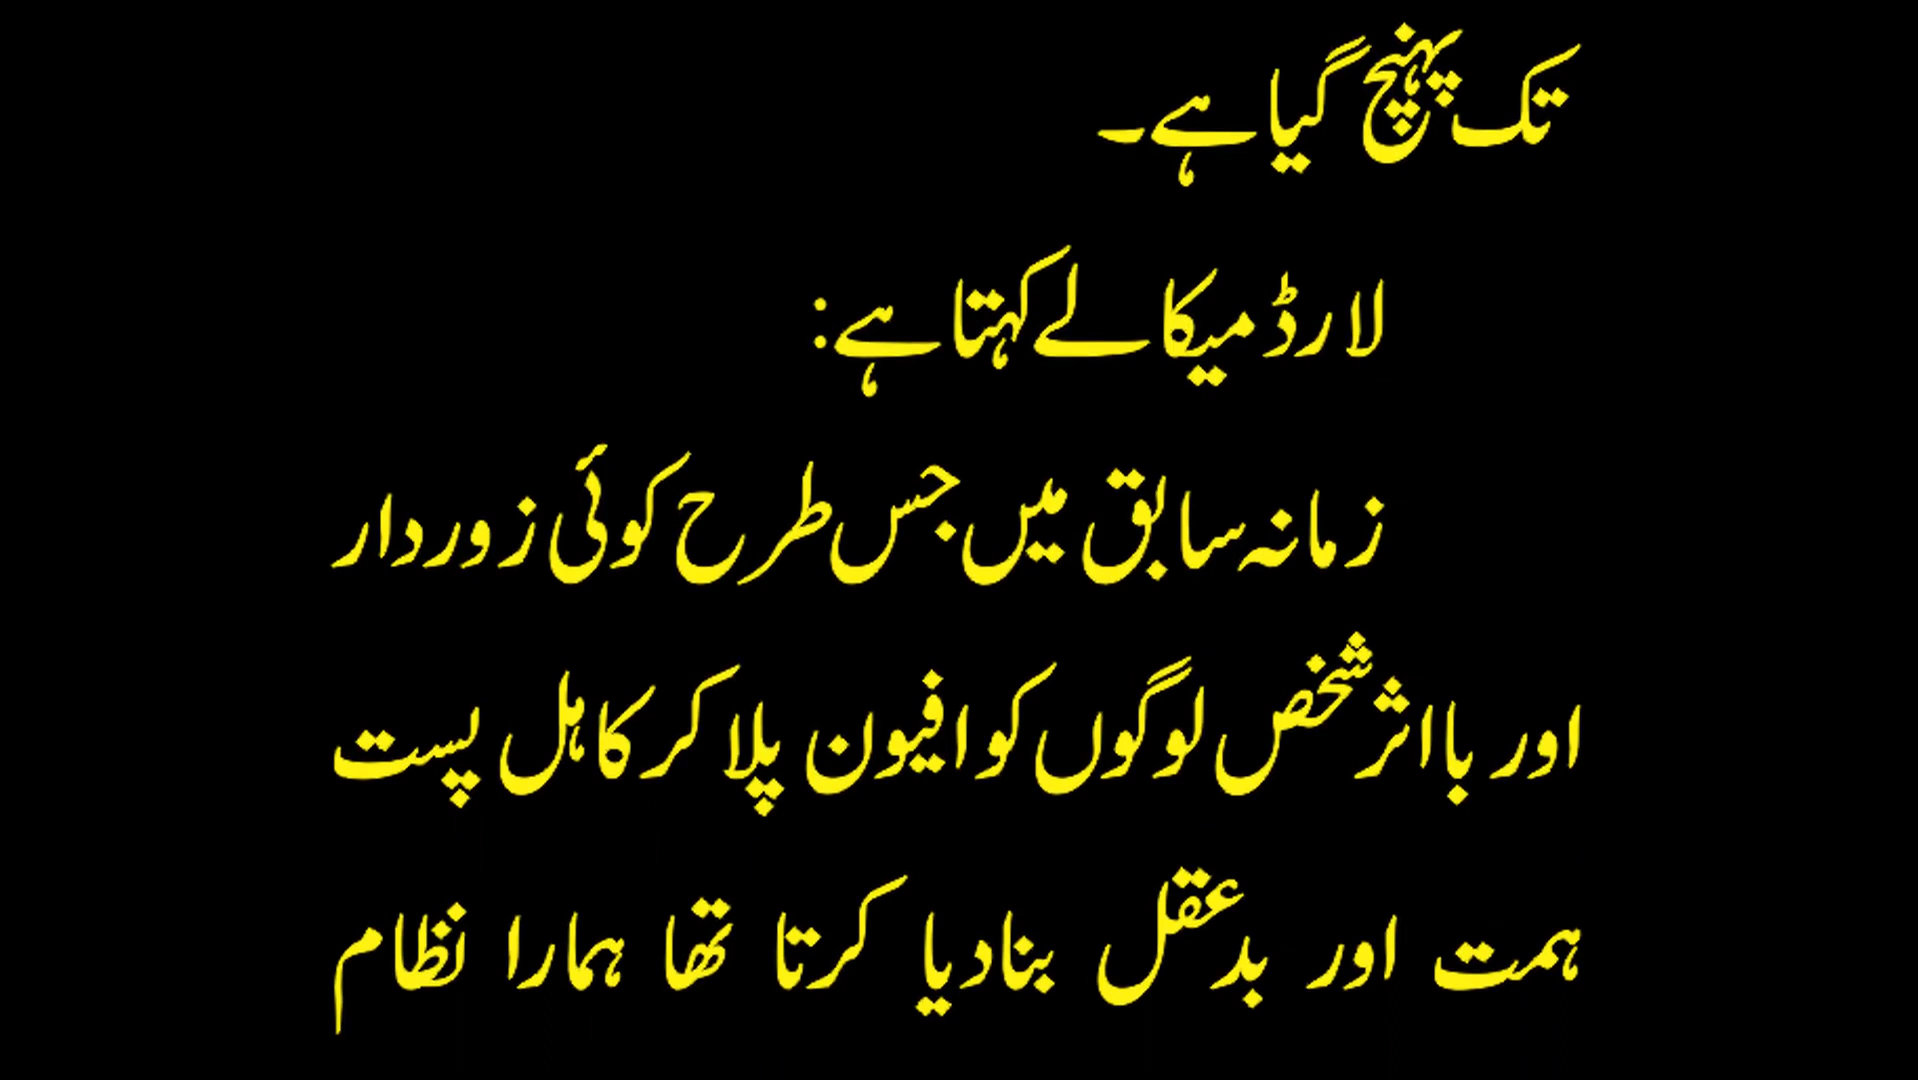 تک پہنچ گیا ہے۔
لارڈ میکالے کہتا ہے:
زمانہ سابق میں جس طرح کوئی زوردار
اور بااثر شخص لوگوں کو افیون پلا کر کاہل پست
ہمت اور بدعقل بنادیا کرتا تھا ہمارا نظام